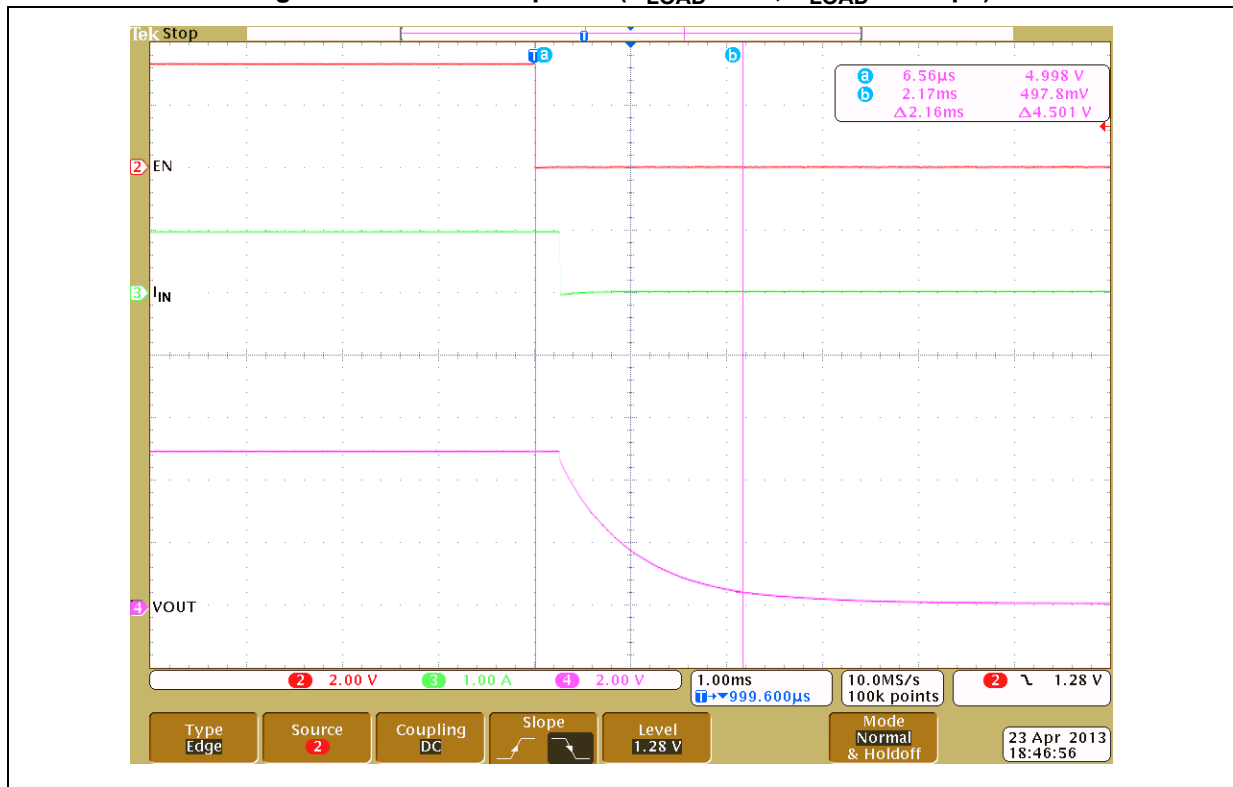 Tek Stop
T
T a b
a 6.56µs 4.998 V
b 2.17ms 497.8mV
Δ2.16ms Δ4.501 V
2 EN
3 IIN
4 VOUT
2 2.00 V 3 1.00 A 4 2.00 V
1.00ms
T→▼999.600µs
10.0MS/s
100k points
2 1.28 V
Type
Edge
Source
2
Coupling
DC
Slope
Level
1.28 V
Mode
Normal
& Holdoff
23 Apr 2013
18:46:56